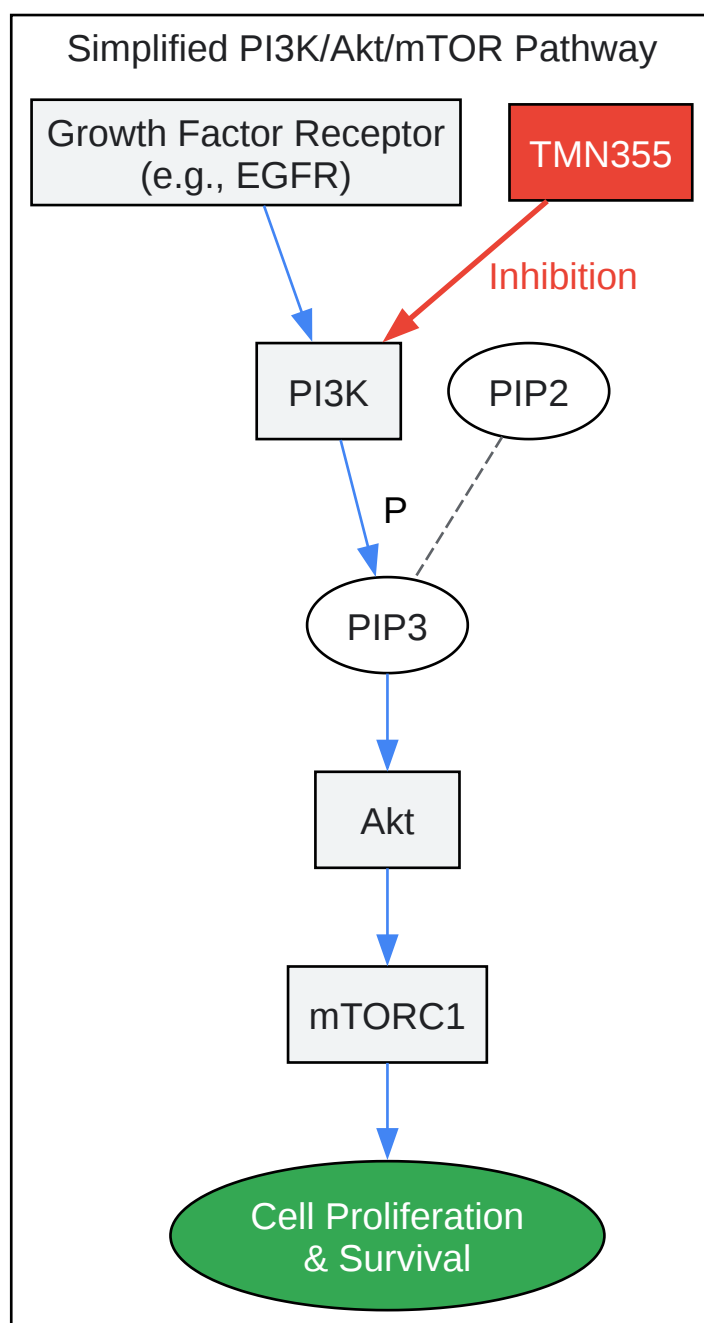 Simplified PI3K/Akt/mTOR Pathway
Growth Factor Receptor
(e.g., EGFR)
TMN355
Inhibition
PI3K
PIP2
P
PIP3
Akt
mTORC1
Cell Proliferation
& Survival